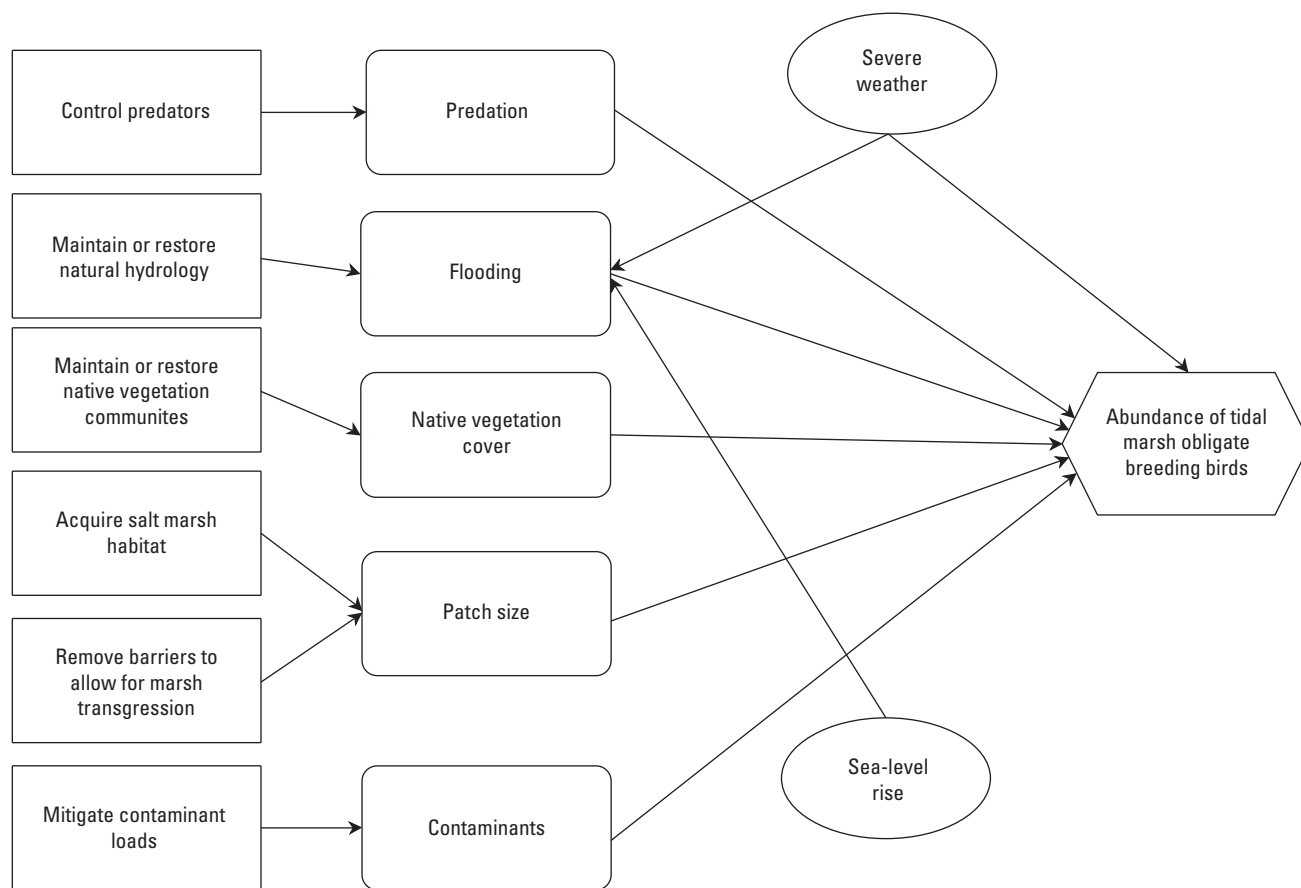 Control predators
Predation
Severe
weather
Maintain or restore
natural hydrology
Flooding
Maintain or restore
native vegetation
communites
Native vegetation
cover
Abundance of tidal
marsh obligate
breeding birds
Acquire salt marsh
habitat
Patch size
Remove barriers to
allow for marsh
transgression
Sea-level
rise
Mitigate contaminant
loads
Contaminants